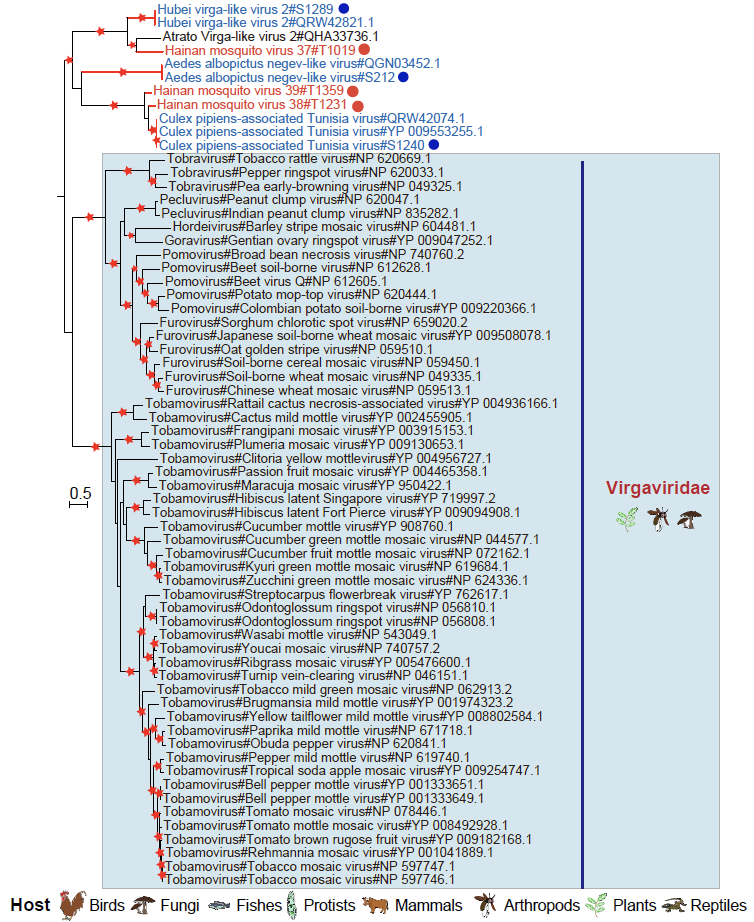 Hubei virga-like virus 2#S1289
Hubei virga-like virus 2#QRW42821.1
Atrato Virga-like virus 2#QHA33736.1
Hainan mosquito virus 37#T1019
Aedes albopictus negev-like virus#QGN03452.1
Aedes albopictus negev-like virus#S212
Hainan mosquito virus 39#T1359
Hainan mosquito virus 38#T1231
Culex pipiens-associated Tunisia virus#QRW42074.1
Culex pipiens-associated Tunisia virus#YP 009553255.1
Culex pipiens-associated Tunisia virus#S1240
Tobravirus#Tobacco rattle virus#NP 620669.1
Tobravirus#Pepper ringspot virus#NP 620033.1
Tobravirus#Pea early-browning virus#NP 049325.1
Pecluvirus#Peanut clump virus#NP 620047.1
Pecluvirus#Indian peanut clump virus#NP 835282.1
Hordeivirus#Barley stripe mosaic virus#NP 604481.1
Goravirus#Gentian ovary ringspot virus#YP 009047252.1
Pomovirus#Broad bean necrosis virus#NP 740760.2
Pomovirus#Beet soil-borne virus#NP 612628.1
Pomovirus#Beet virus Q#NP 612605.1
Pomovirus#Potato mop-top virus#NP 620444.1
Pomovirus#Colombian potato soil-borne virus#YP 009220366.1
Furovirus#Sorghum chlorotic spot virus#NP 659020.2
Furovirus#Japanese soil-borne wheat mosaic virus#YP 009508078.1
Furovirus#Oat golden stripe virus#NP 059510.1
Furovirus#Soil-borne cereal mosaic virus#NP 059450.1
Furovirus#Soil-borne wheat mosaic virus#NP 049335.1
Furovirus#Chinese wheat mosaic virus#NP 059513.1
Tobamovirus#Rattail cactus necrosis-associated virus#YP 004936166.1
Tobamovirus#Cactus mild mottle virus#YP 002455905.1
Tobamovirus#Frangipani mosaic virus#YP 003915153.1
Tobamovirus#Plumeria mosaic virus#YP 009130653.1
Tobamovirus#Clitoria yellow mottlevirus#YP 004956727.1
Tobamovirus#Passion fruit mosaic virus#YP 004465358.1
Tobamovirus#Maracuja mosaic virus#YP 950422.1
Tobamovirus#Hibiscus latent Singapore virus#YP 719997.2
Tobamovirus#Hibiscus latent Fort Pierce virus#YP 009094908.1
Tobamovirus#Cucumber mottle virus#YP 908760.1
Tobamovirus#Cucumber green mottle mosaic virus#NP 044577.1
Tobamovirus#Cucumber fruit mottle mosaic virus#NP 072162.1
Tobamovirus#Kyuri green mottle mosaic virus#NP 619684.1
Tobamovirus#Zucchini green mottle mosaic virus#NP 624336.1
Tobamovirus#Streptocarpus flowerbreak virus#YP 762617.1
Tobamovirus#Odontoglossum ringspot virus#NP 056810.1
Tobamovirus#Odontoglossum ringspot virus#NP 056808.1
Tobamovirus#Wasabi mottle virus#NP 543049.1
Tobamovirus#Youcai mosaic virus#NP 740757.2
Tobamovirus#Ribgrass mosaic virus#YP 005476600.1
Tobamovirus#Turnip vein-clearing virus#NP 046151.1
Tobamovirus#Tobacco mild green mosaic virus#NP 062913.2
Tobamovirus#Brugmansia mild mottle virus#YP 001974323.2
Tobamovirus#Yellow tailflower mild mottle virus#YP 008802584.1
Tobamovirus#Paprika mild mottle virus#NP 671718.1
Tobamovirus#Obuda pepper virus#NP 620841.1
Tobamovirus#Pepper mild mottle virus#NP 619740.1
Tobamovirus#Tropical soda apple mosaic virus#YP 009254747.1
Tobamovirus#Bell pepper mottle virus#YP 001333651.1
Tobamovirus#Bell pepper mottle virus#YP 001333649.1
Tobamovirus#Tomato mosaic virus#NP 078446.1
Tobamovirus#Tomato mottle mosaic virus#YP 008492928.1
Tobamovirus#Tomato brown rugose fruit virus#YP 009182168.1
Tobamovirus#Rehmannia mosaic virus#YP 001041889.1
Tobamovirus#Tobacco mosaic virus#NP 597747.1
Tobamovirus#Tobacco mosaic virus#NP 597746.1
0.5
Virgaviridae
Host Birds Fungi Fishes Protists Mammals Arthropods Plants Reptiles